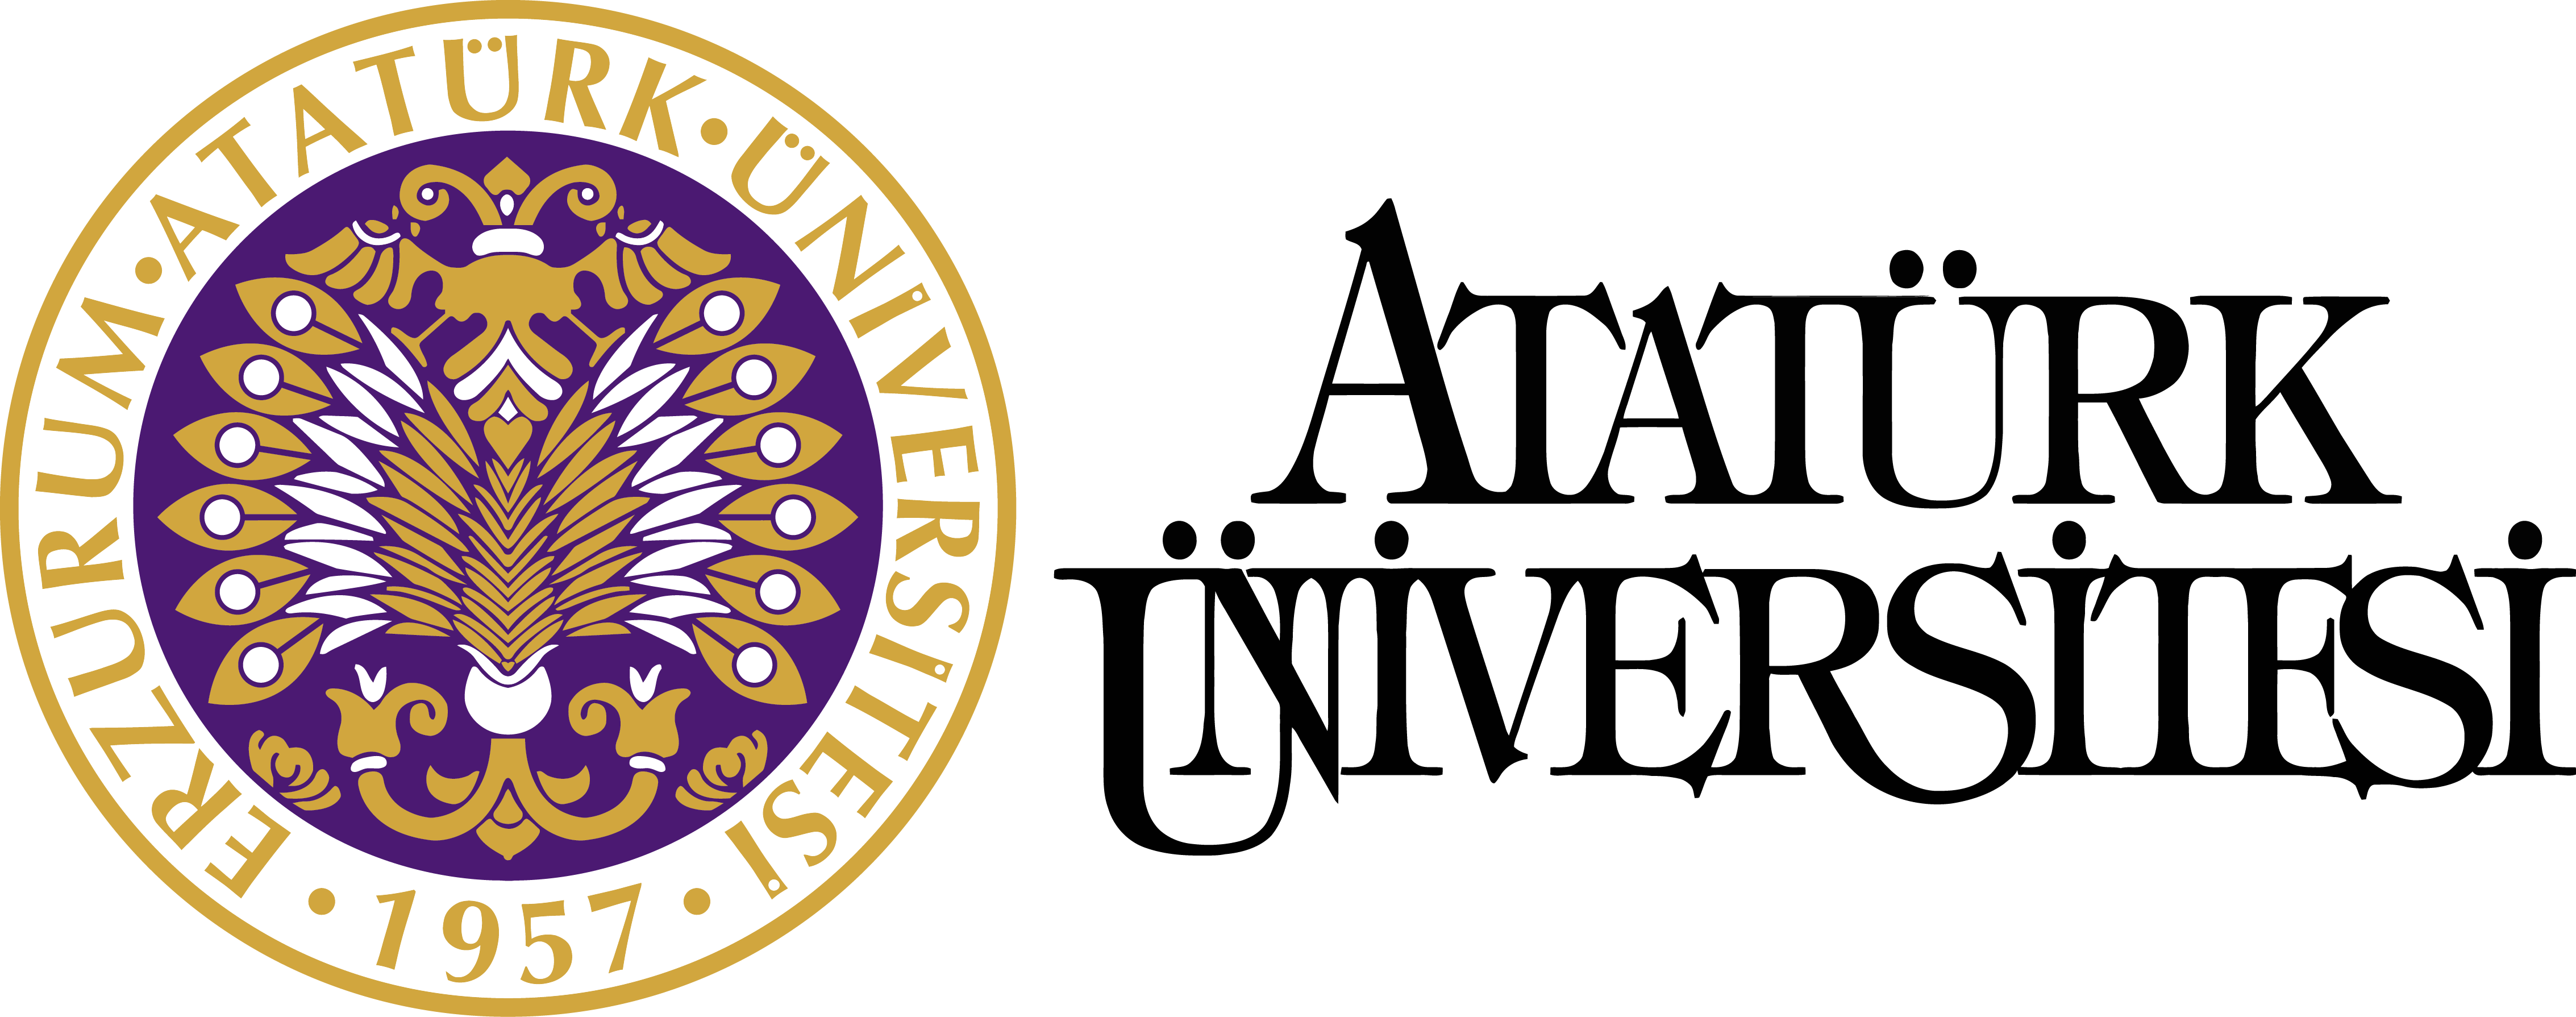 ERZURUM • ATATÜRK • ÜNİVERSİTESİ
• 1957 •
ATATÜRK
ÜNİVERSİTESİ